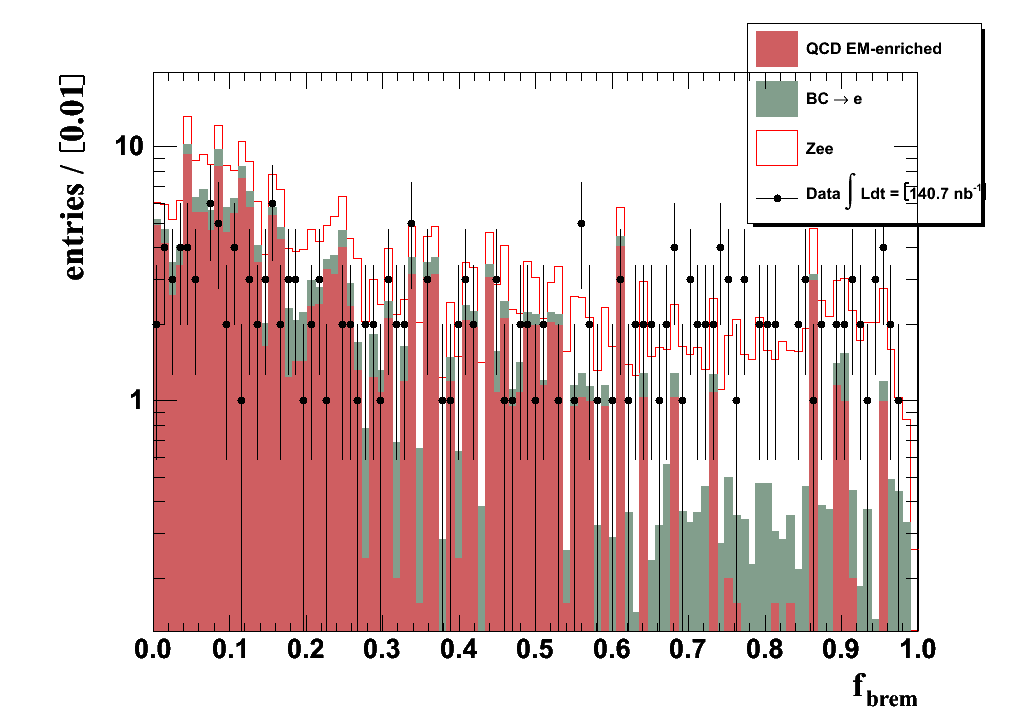 QCD EM-enriched
BC → e
Zee
Data ∫ Ldt = [140.7 nb⁻¹]
entries / [0.01]
10
1
0.0 0.1 0.2 0.3 0.4 0.5 0.6 0.7 0.8 0.9 1.0
f_brem